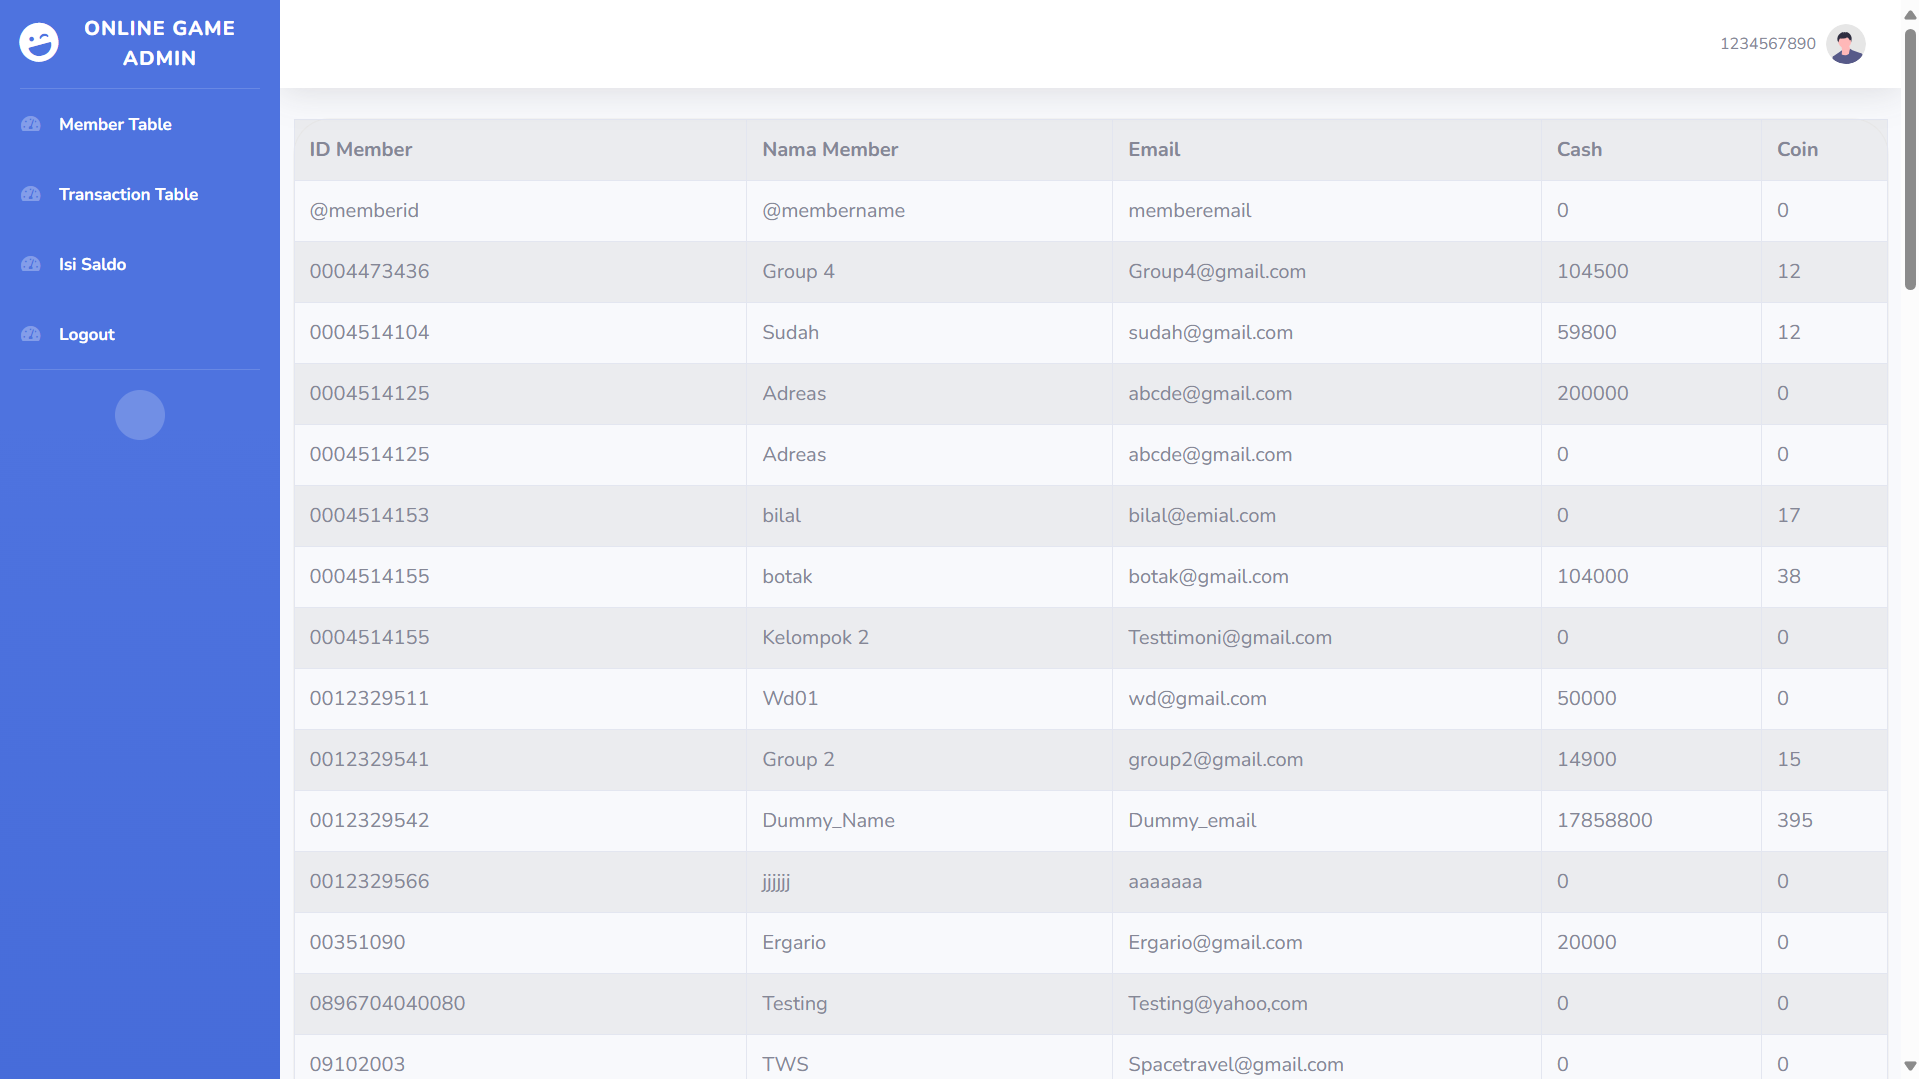 ONLINE GAME
ADMIN
Member Table
Transaction Table
Isi Saldo
Logout
1234567890
ID Member Nama Member Email Cash Coin
@memberid @membername memberemail 0 0
0004473436 Group 4 Group4@gmail.com 104500 12
0004514104 Sudah sudah@gmail.com 59800 12
0004514125 Adreas abcde@gmail.com 200000 0
0004514125 Adreas abcde@gmail.com 0 0
0004514153 bilal bilal@emial.com 0 17
0004514155 botak botak@gmail.com 104000 38
0004514155 Kelompok 2 Testtimoni@gmail.com 0 0
0012329511 Wd01 wd@gmail.com 50000 0
0012329541 Group 2 group2@gmail.com 14900 15
0012329542 Dummy_Name Dummy_email 17858800 395
0012329566 jjjjjj aaaaaaa 0 0
00351090 Ergario Ergario@gmail.com 20000 0
0896704040080 Testing Testing@yahoo,com 0 0
09102003 TWS Spacetravel@gmail.com 0 0